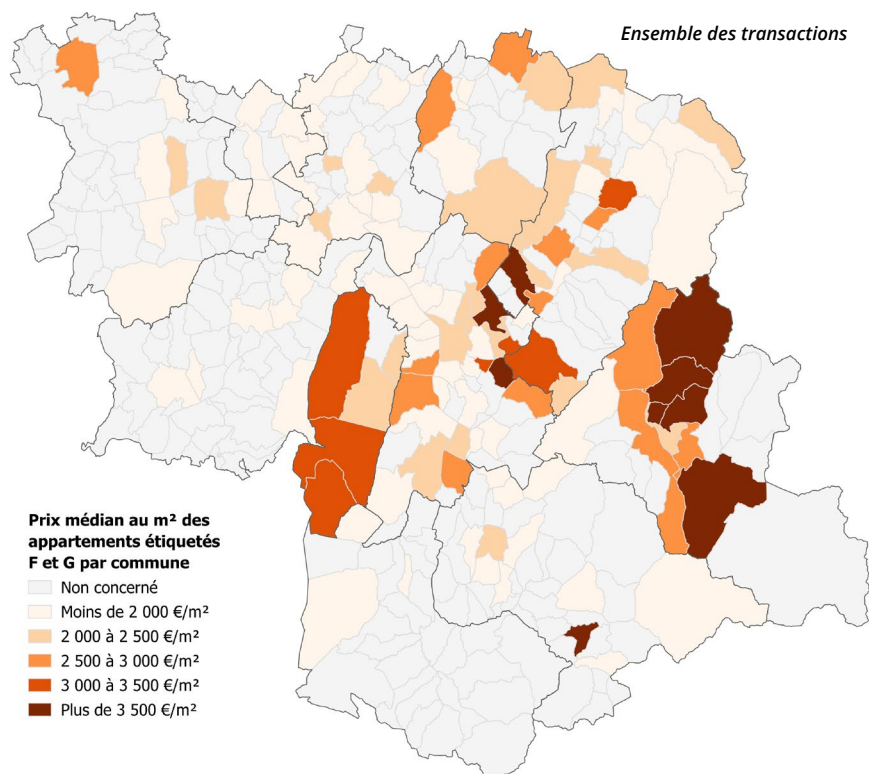 Ensemble des transactions
Prix médian au m² des
appartements étiquetés
F et G par commune
Non concerné
Moins de 2 000 €/m²
2 000 à 2 500 €/m²
2 500 à 3 000 €/m²
3 000 à 3 500 €/m²
Plus de 3 500 €/m²